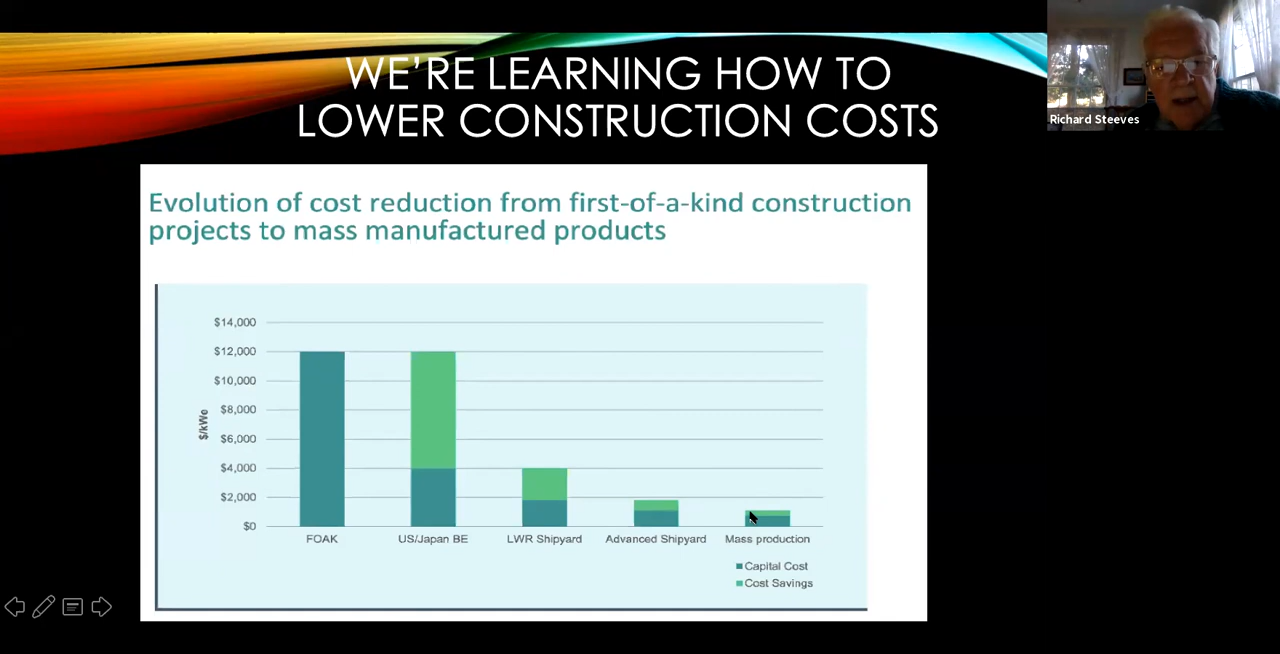 WE'RE LEARNING HOW TO
LOWER CONSTRUCTION COSTS
Richard Steeves
Evolution of cost reduction from first-of-a-kind construction
projects to mass manufactured products
$14,000
$12,000
$10,000
$8,000
$6,000
$4,000
$2,000
$0
$/kWe
FOAK
US/Japan BE
LWR Shipyard
Advanced Shipyard
Mass production
Capital Cost
Cost Savings